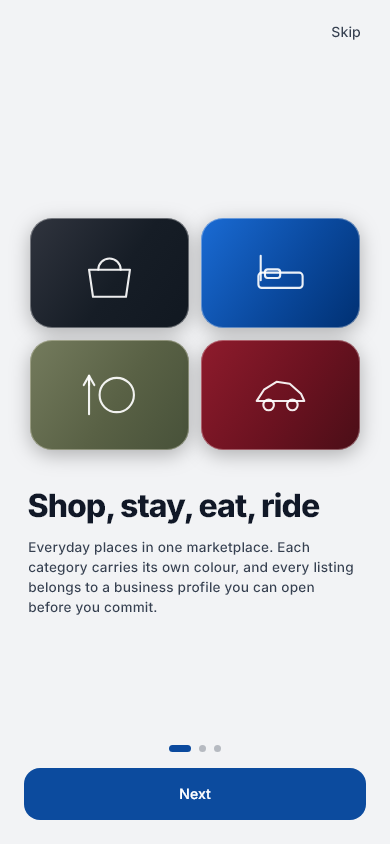 Skip
Shop, stay, eat, ride
Everyday places in one marketplace. Each
category carries its own colour, and every listing
belongs to a business profile you can open
before you commit.
Next